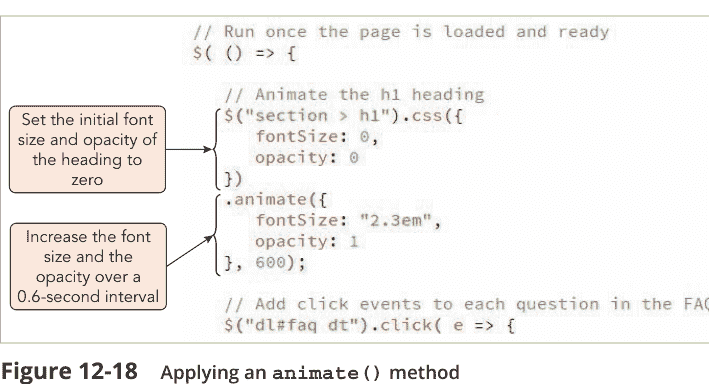 // Run once the page is loaded and ready
$( () => {
// Animate the h1 heading
$("section > h1").css({
fontSize: 0,
opacity: 0
})
.animate({
fontSize: "2.3em",
opacity: 1
}, 600);
// Add click events to each question in the FAQ
$("dl#faq dt").click( e => {
Set the initial font
size and opacity of
the heading to
zero
Increase the font
size and the
opacity over a
0.6-second interval
Figure 12-18 Applying an animate() method